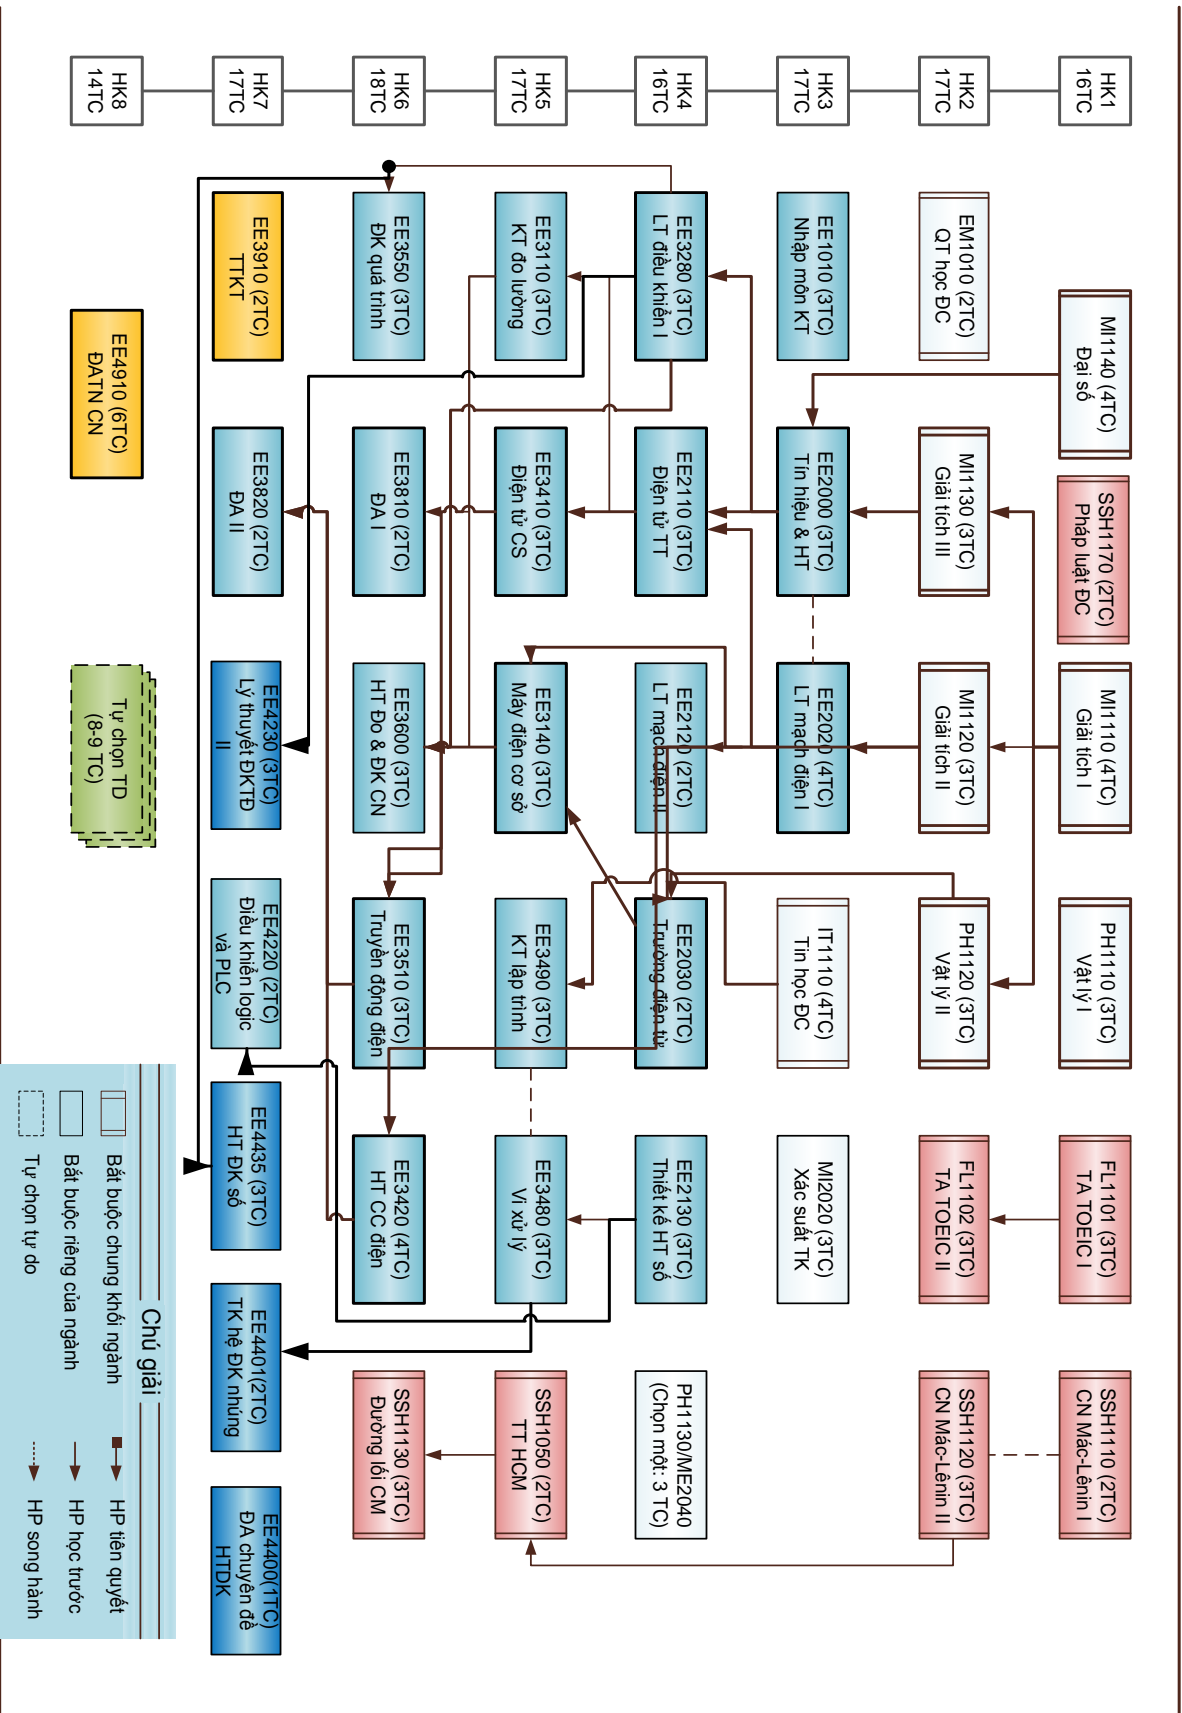 HK1
16TC
MI1140 (4TC)
Đại số
SSH1170 (2TC)
Pháp luật ĐC
MI1110 (4TC)
Giải tích I
PH1110 (3TC)
Vật lý I
FL1101 (3TC)
TA TOEIC I
SSH1110 (2TC)
CN Mác-Lênin I
HK2
17TC
EM1010 (2TC)
QT học ĐC
MI1130 (3TC)
Giải tích III
MI1120 (3TC)
Giải tích II
PH1120 (3TC)
Vật lý II
FL1102 (3TC)
TA TOEIC II
SSH1120 (3TC)
CN Mác-Lênin II
HK3
17TC
EE1010 (3TC)
Nhập môn KT
EE2000 (3TC)
Tín hiệu & HT
EE2020 (4TC)
LT mạch điện I
IT1110 (4TC)
Tin học ĐC
MI2020 (3TC)
Xác suất TK
HK4
16TC
EE3280 (3TC)
LT điều khiển I
EE2110 (3TC)
Điện tử TT
EE2120 (2TC)
LT mạch điện II
EE2030 (2TC)
Trường điện từ
EE2130 (3TC)
Thiết kế HT số
PH1130/ME2040
(Chọn một: 3 TC)
HK5
17TC
EE3110 (3TC)
KT đo lường
EE3410 (3TC)
Điện tử CS
EE3140 (3TC)
Máy điện cơ sở
EE3490 (3TC)
KT lập trình
EE3480 (3TC)
Vi xử lý
SSH1050 (2TC)
TT HCM
HK6
18TC
EE3550 (3TC)
ĐK quá trình
EE3810 (2TC)
ĐA I
EE3600 (3TC)
HT Đo & ĐK CN
EE3510 (3TC)
Truyền động điện
EE3420 (4TC)
HT CC điện
SSH1130 (3TC)
Đường lối CM
HK7
17TC
EE3910 (2TC)
TTKT
EE3820 (2TC)
ĐA II
EE4230 (3TC)
Lý thuyết ĐKTĐ
II
EE4220 (2TC)
Điều khiển logic
và PLC
EE4435 (3TC)
HT ĐK số
EE4401(2TC)
TK hệ ĐK nhúng
EE4400(1TC)
ĐA chuyên đề
HTĐK
HK8
14TC
EE4910 (6TC)
ĐATN CN
Tự chọn TD
(8-9 TC)
Chú giải
Bắt buộc chung khối ngành
HP tiên quyết
Bắt buộc riêng của ngành
HP học trước
Tự chọn tự do
HP song hành